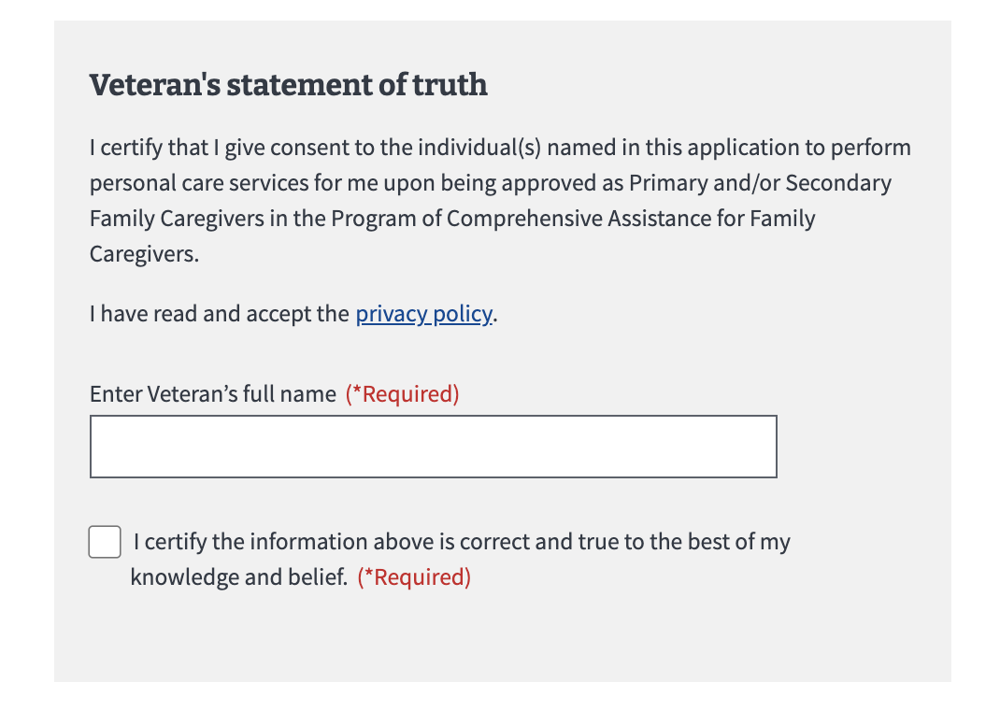 Veteran's statement of truth
I certify that I give consent to the individual(s) named in this application to perform
personal care services for me upon being approved as Primary and/or Secondary
Family Caregivers in the Program of Comprehensive Assistance for Family
Caregivers.
I have read and accept the privacy policy.
Enter Veteran’s full name (*Required)
I certify the information above is correct and true to the best of my
knowledge and belief. (*Required)